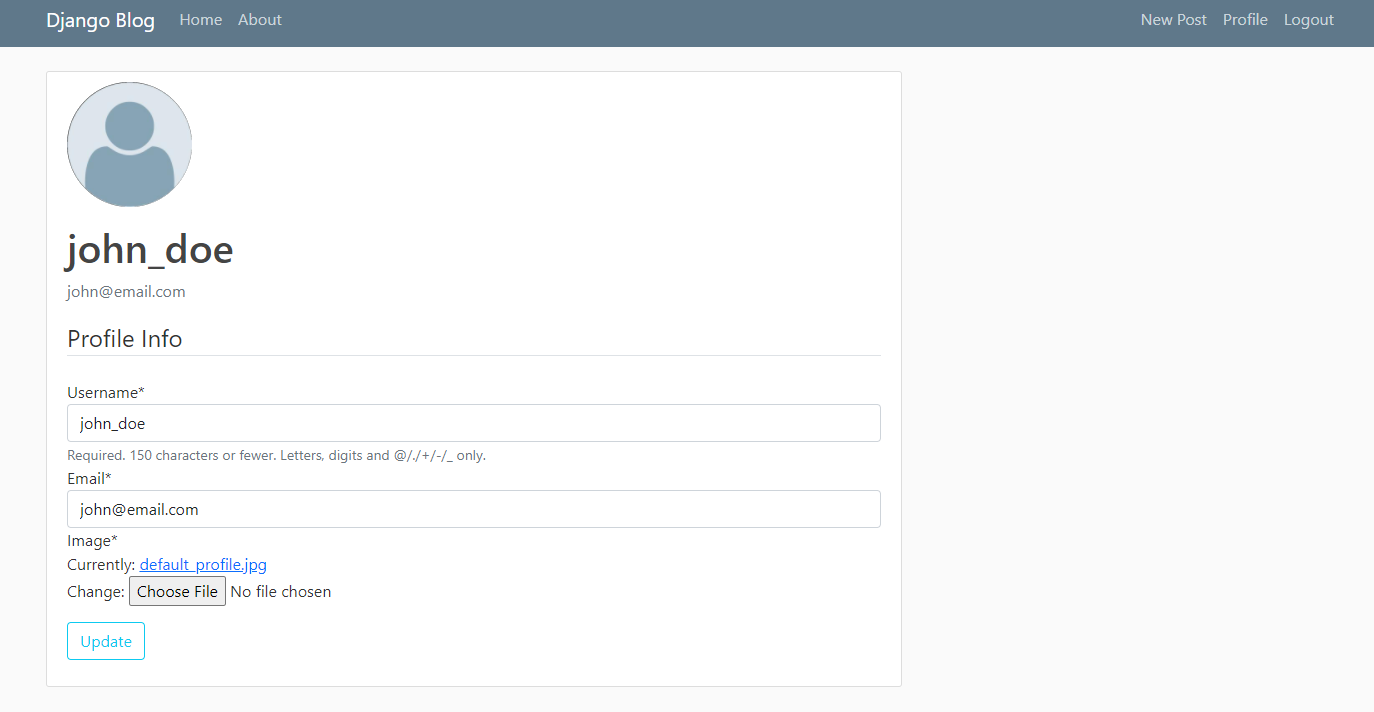 Django Blog Home About New Post Profile Logout
john_doe
john@email.com
Profile Info
Username*
john_doe
Required. 150 characters or fewer. Letters, digits and @/./+/-/_ only.
Email*
john@email.com
Image*
Currently: default_profile.jpg
Change: Choose File No file chosen
Update